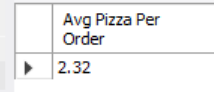 Avg Pizza Per
Order
2.32